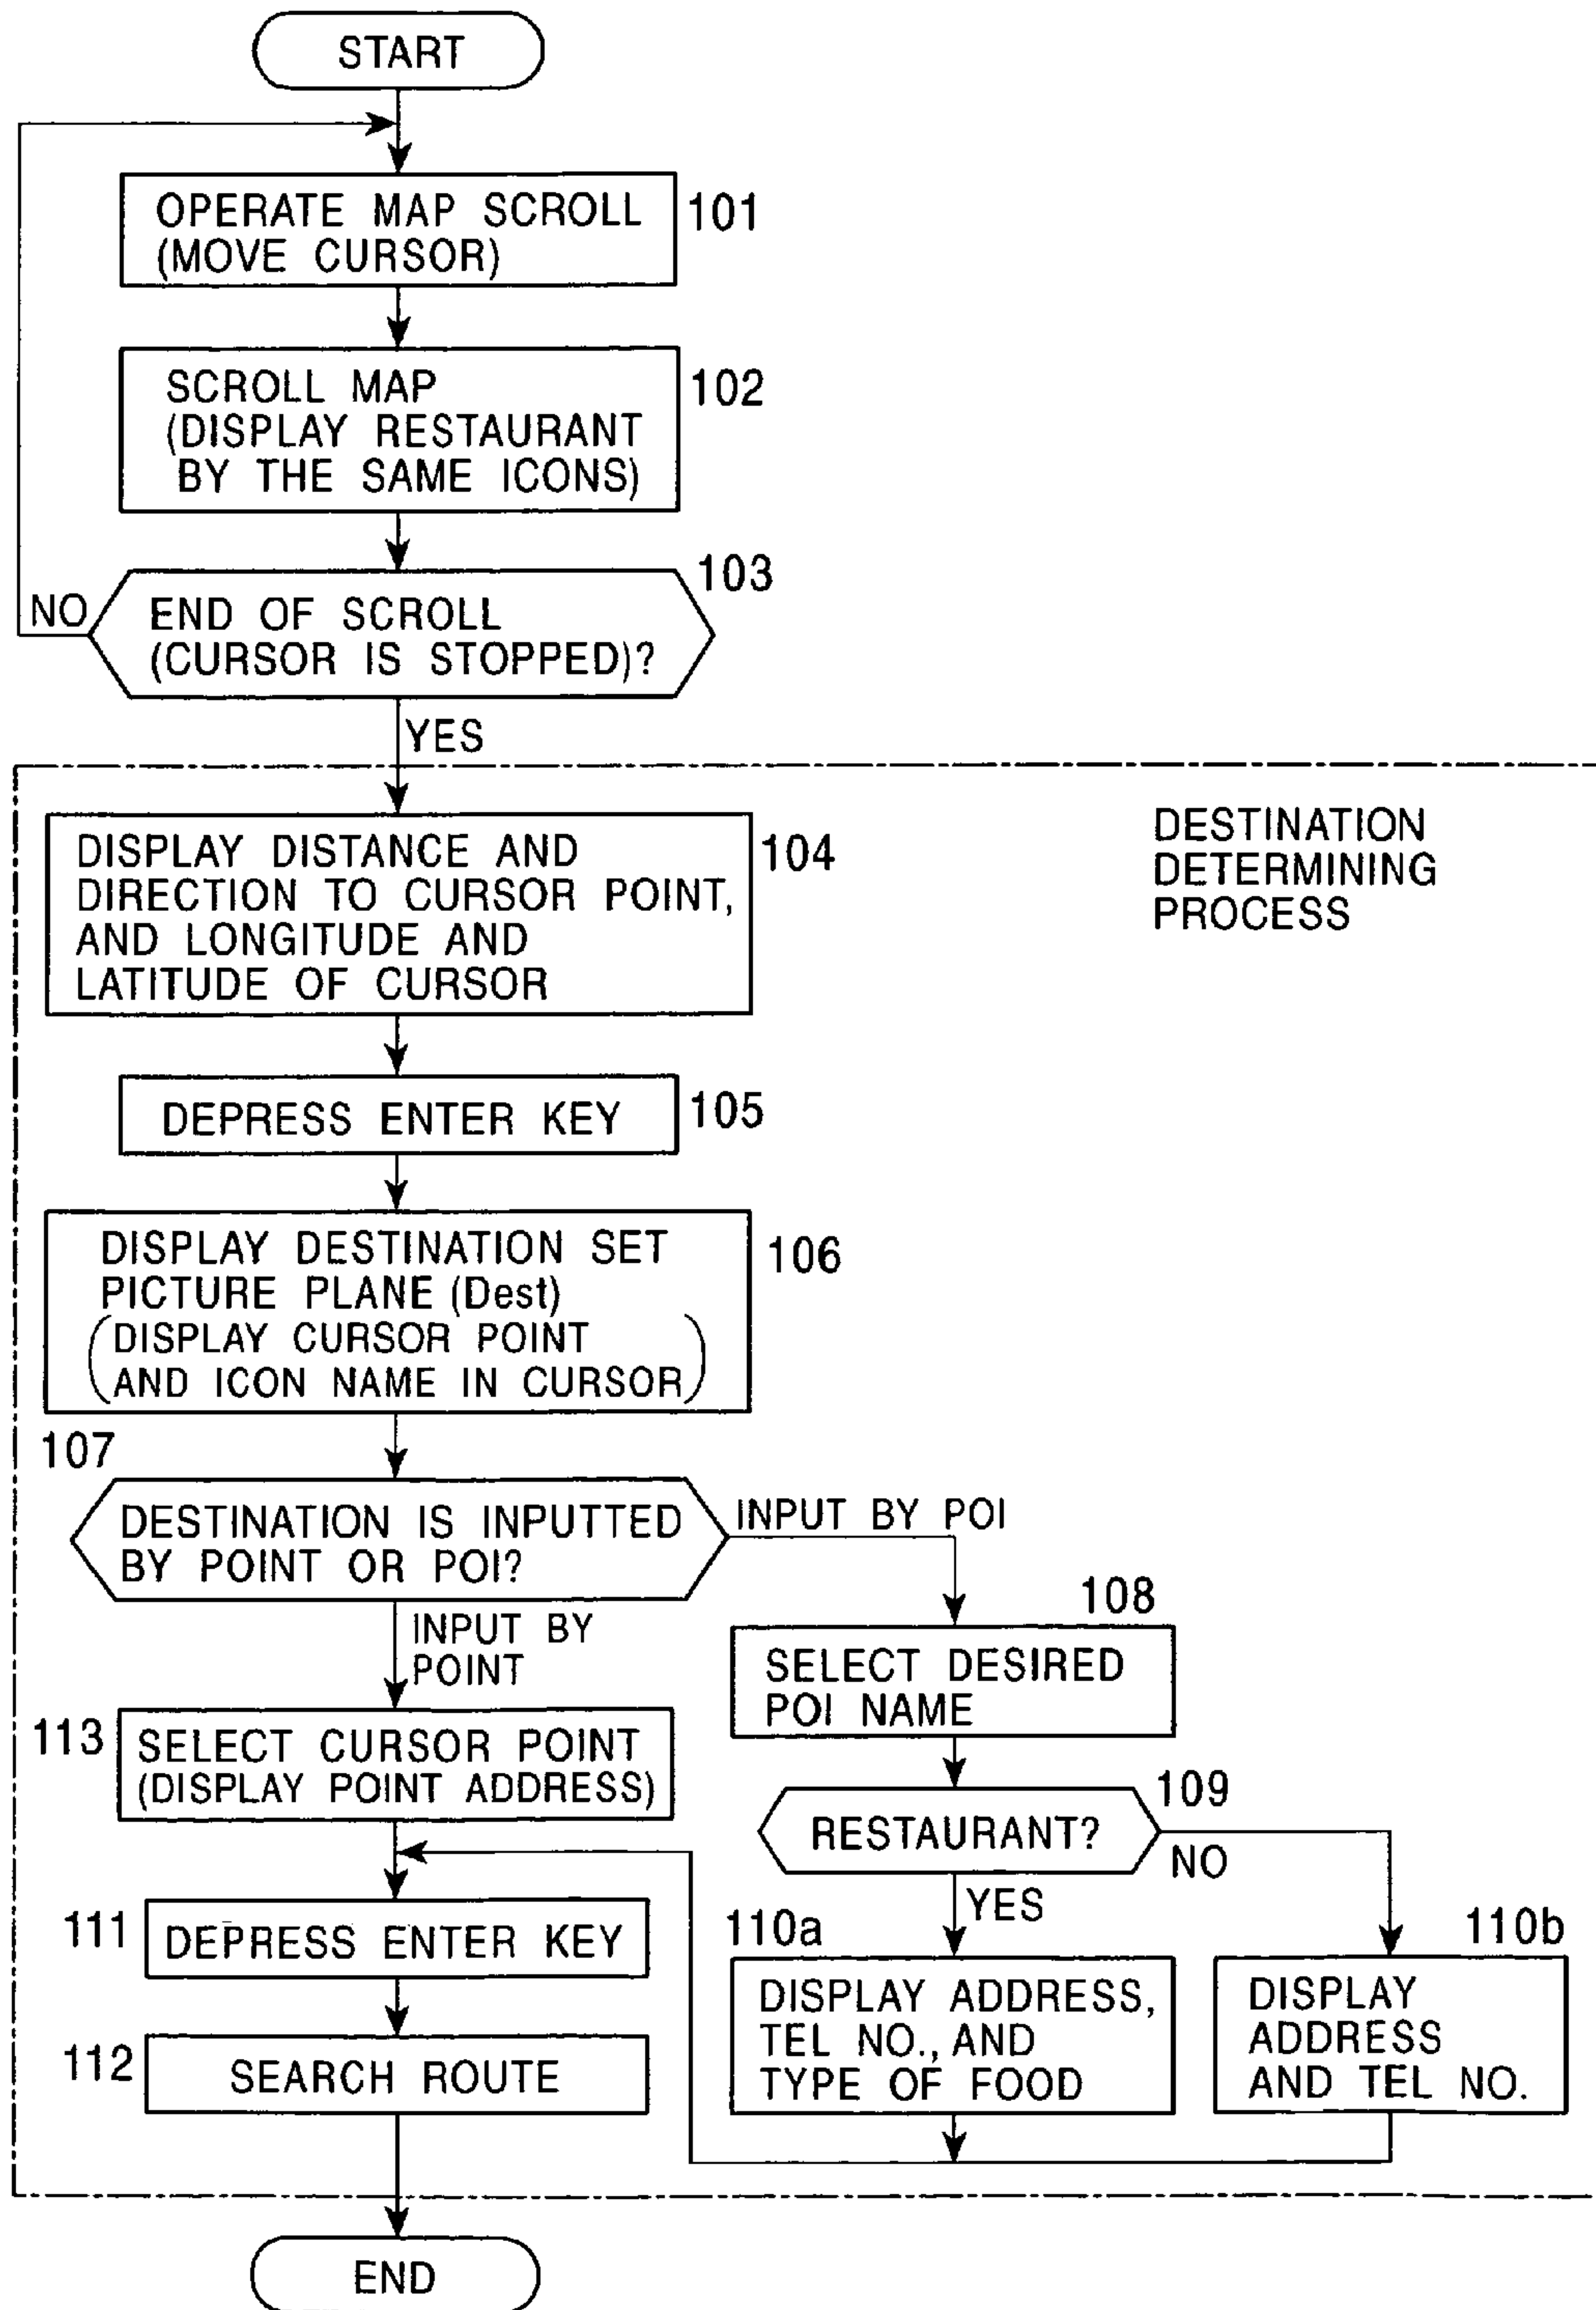 START
OPERATE MAP SCROLL
(MOVE CURSOR)
101
SCROLL MAP
(DISPLAY RESTAURANT
BY THE SAME ICONS)
102
103
END OF SCROLL
(CURSOR IS STOPPED)?
NO
YES
DESTINATION
DETERMINING
PROCESS
DISPLAY DISTANCE AND
DIRECTION TO CURSOR POINT,
AND LONGITUDE AND
LATITUDE OF CURSOR
104
DEPRESS ENTER KEY
105
DISPLAY DESTINATION SET
PICTURE PLANE (Dest)
(DISPLAY CURSOR POINT
AND ICON NAME IN CURSOR)
106
107
DESTINATION IS INPUTTED
BY POINT OR POI?
INPUT BY POI
INPUT BY
POINT
108
SELECT DESIRED
POI NAME
113
SELECT CURSOR POINT
(DISPLAY POINT ADDRESS)
109
RESTAURANT?
NO
YES
111
DEPRESS ENTER KEY
110a
DISPLAY ADDRESS,
TEL NO., AND
TYPE OF FOOD
110b
DISPLAY
ADDRESS
AND TEL NO.
112
SEARCH ROUTE
END